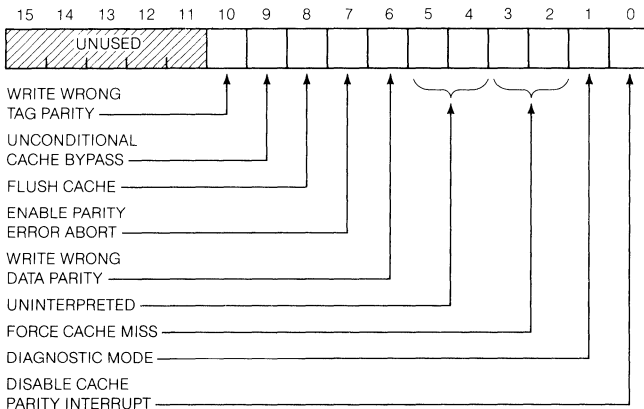 15 14 13 12 11 10 9 8 7 6 5 4 3 2 1 0
UNUSED
WRITE WRONG
TAG PARITY
UNCONDITIONAL
CACHE BYPASS
FLUSH CACHE
ENABLE PARITY
ERROR ABORT
WRITE WRONG
DATA PARITY
UNINTERPRETED
FORCE CACHE MISS
DIAGNOSTIC MODE
DISABLE CACHE
PARITY INTERRUPT